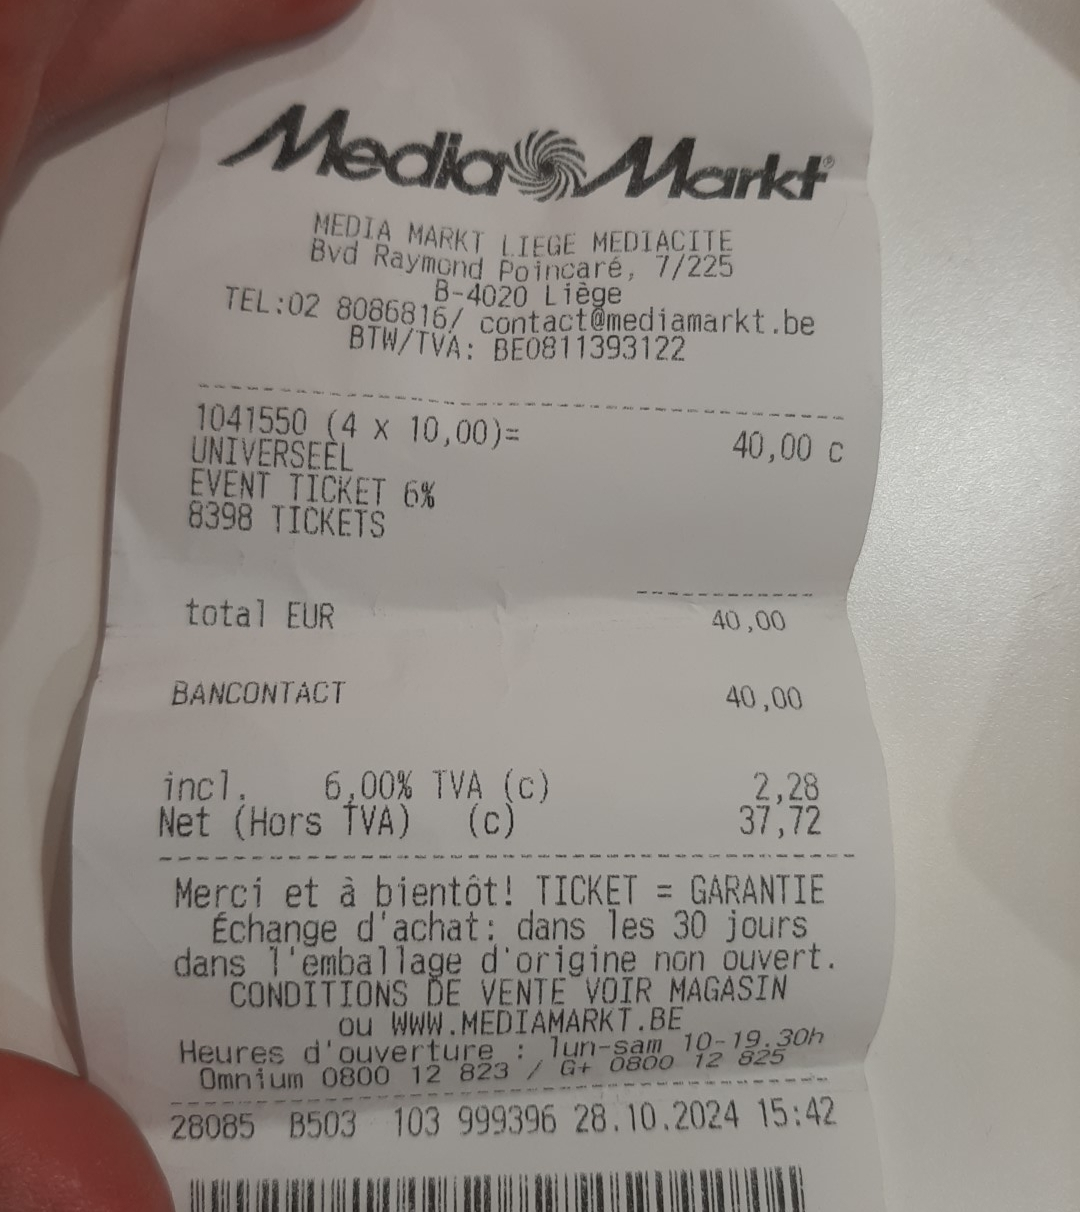 Media Markt®
MEDIA MARKT LIEGE MEDIACITE
Bvd Raymond Poincaré, 7/225
B-4020 Liège
TEL:02 8086816/ contact@mediamarkt.be
BTW/TVA: BE0811393122
1041550 (4 x 10,00)= 40,00 c
UNIVERSEEL
EVENT TICKET 6%
8398 TICKETS
total EUR 40,00
BANCONTACT 40,00
incl. 6,00% TVA (c) 2,28
Net (Hors TVA) (c) 37,72
Merci et à bientôt! TICKET = GARANTIE
Échange d'achat: dans les 30 jours
dans l'emballage d'origine non ouvert.
CONDITIONS DE VENTE VOIR MAGASIN
ou WWW.MEDIAMARKT.BE
Heures d'ouverture : lun-sam 10-19.30h
Omnium 0800 12 823 / G+ 0800 12 825
28085 B503 103 999396 28.10.2024 15:42